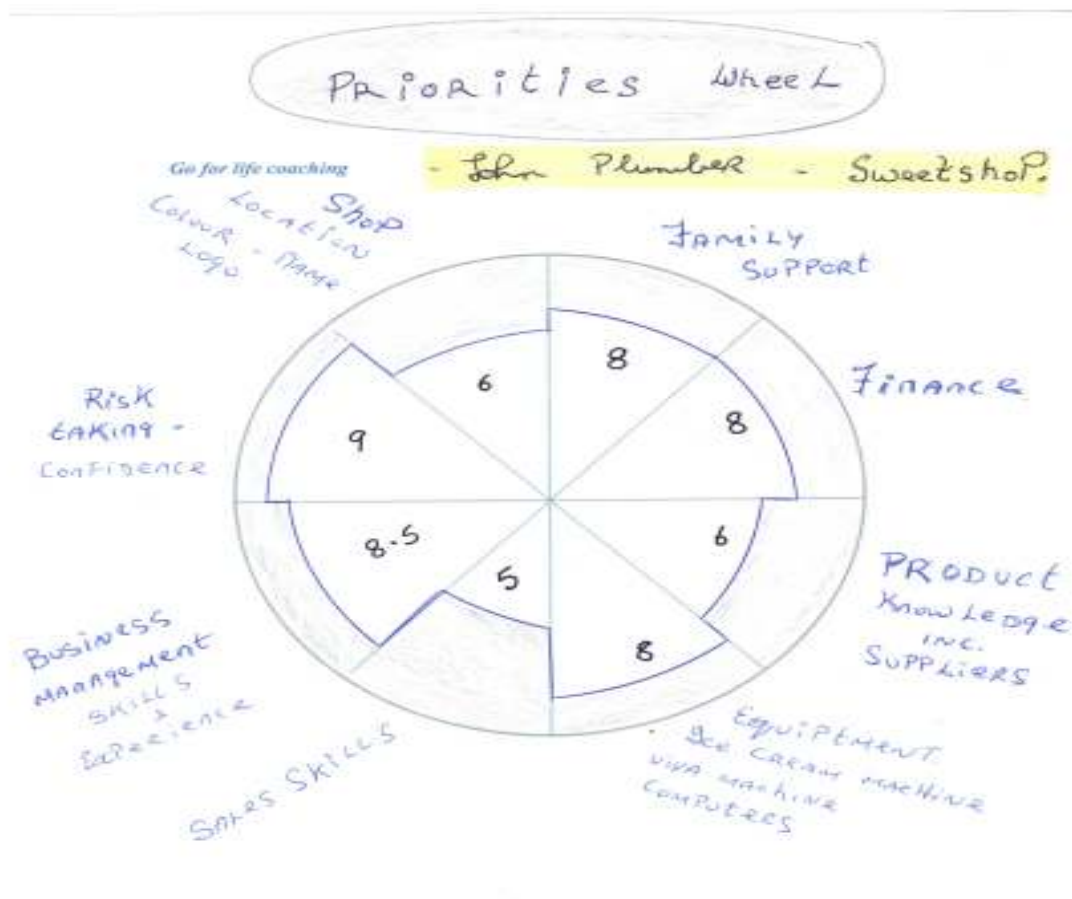 PRiORitiES WheeL
Go for life coaching
- John Plumber - SweetshoP.
Shop
LOCATION
COLOUR - NAME
LOGO
FAMiLY
SUPPORt
6
8
FiNANCE
8
RiSK
tAKiNg -
CONFIDENCE
9
8.5
6
5
8
PRODUCt
KNOWLEDgE
INC.
SUPPLiERS
BUSiNESS
MANAgEMENt
SKILLS
&
EXPERiENCE
SALES SKILLS
EQUiPtEMENT
- ICE CREAM MACHINE
VIVA MACHiNE
COMPUtERS